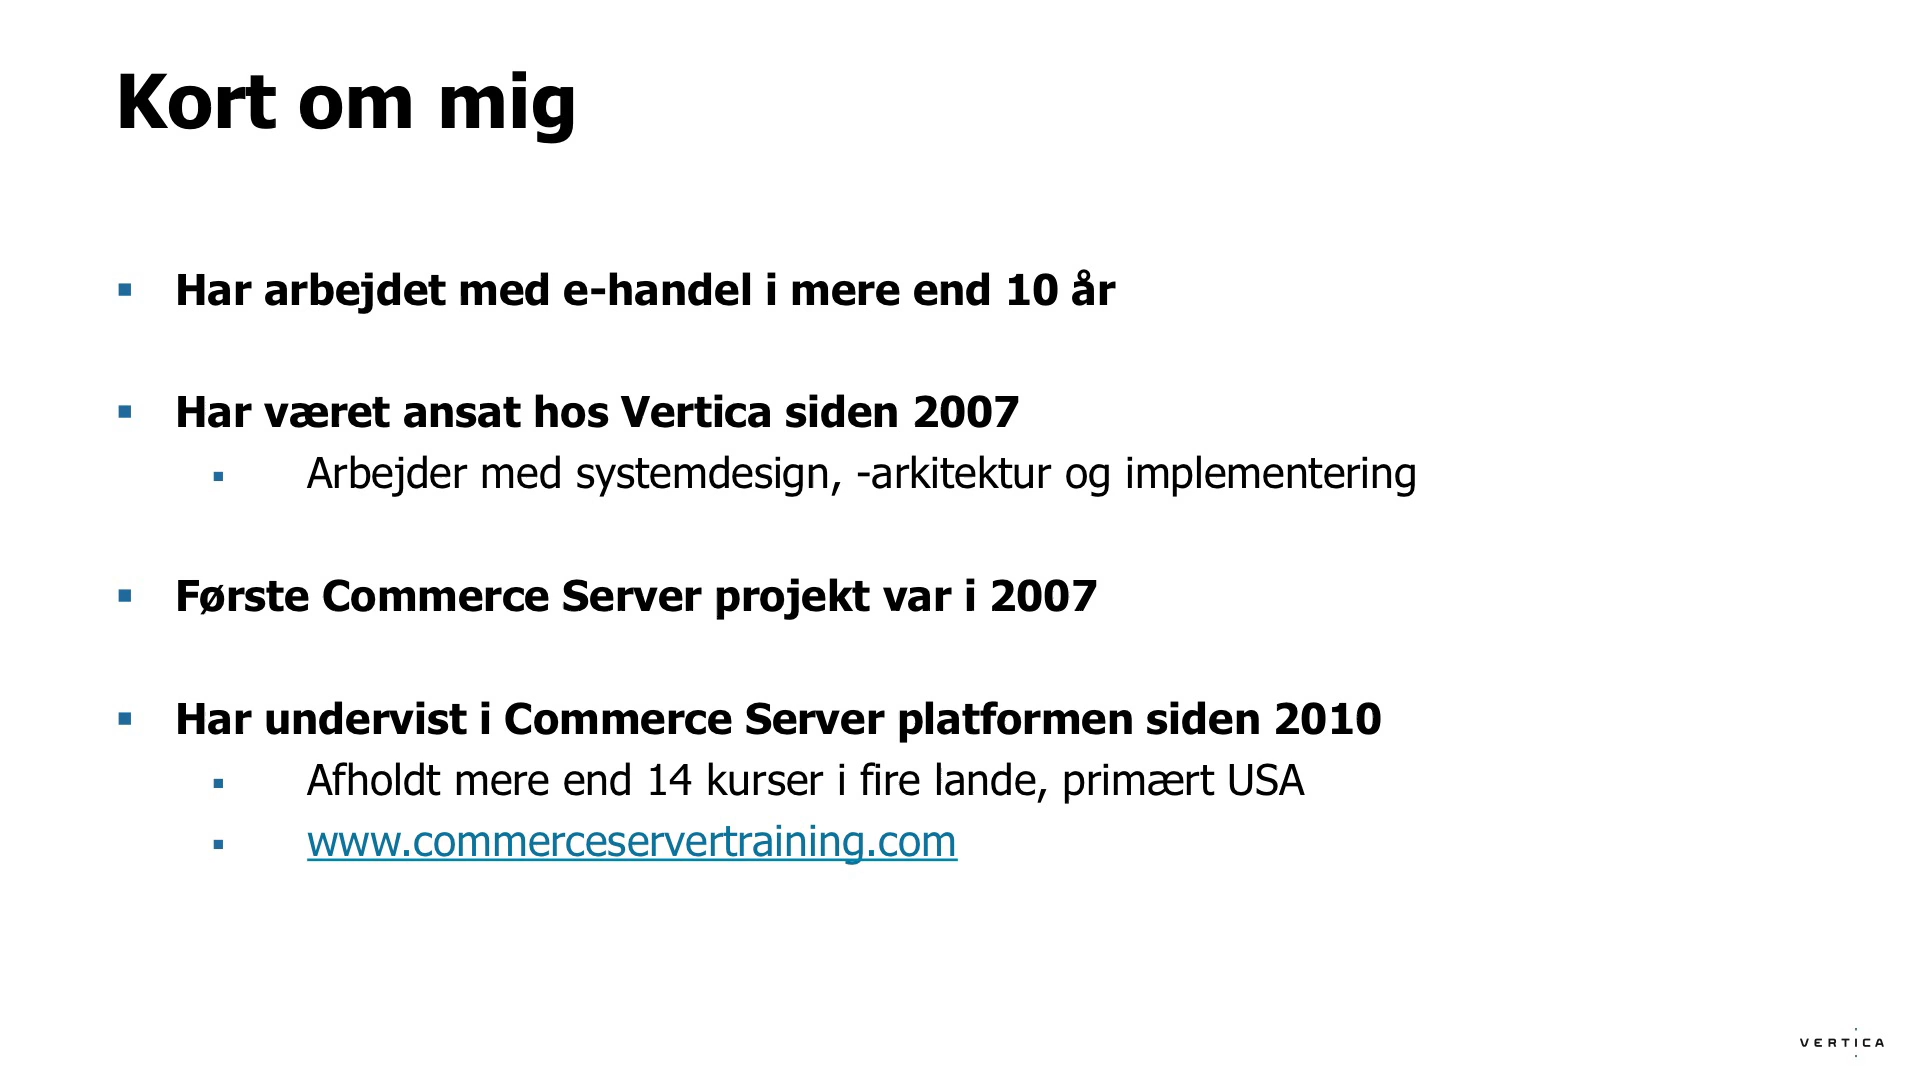 Kort om mig
Har arbejdet med e-handel i mere end 10 år
Har været ansat hos Vertica siden 2007
Arbejder med systemdesign, -arkitektur og implementering
Første Commerce Server projekt var i 2007
Har undervist i Commerce Server platformen siden 2010
Afholdt mere end 14 kurser i fire lande, primært USA
www.commerceservertraining.com
VERTICA